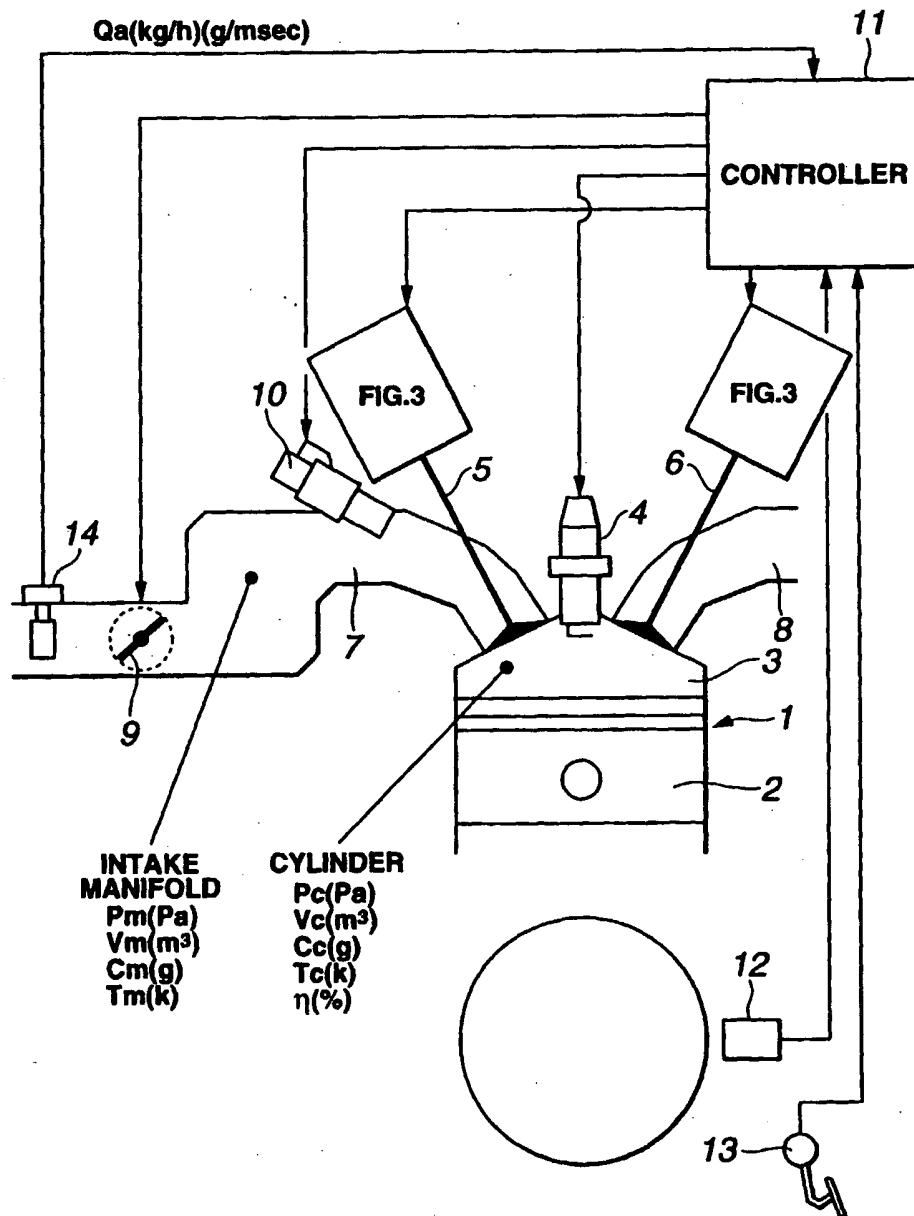 Qa(kg/h)(g/msec)
11
CONTROLLER
FIG.3
FIG.3
10
5
6
4
14
7
8
3
9
1
2
INTAKE
MANIFOLD
Pm(Pa)
Vm(m³)
Cm(g)
Tm(k)
CYLINDER
Pc(Pa)
Vc(m³)
Cc(g)
Tc(k)
η(%)
12
13